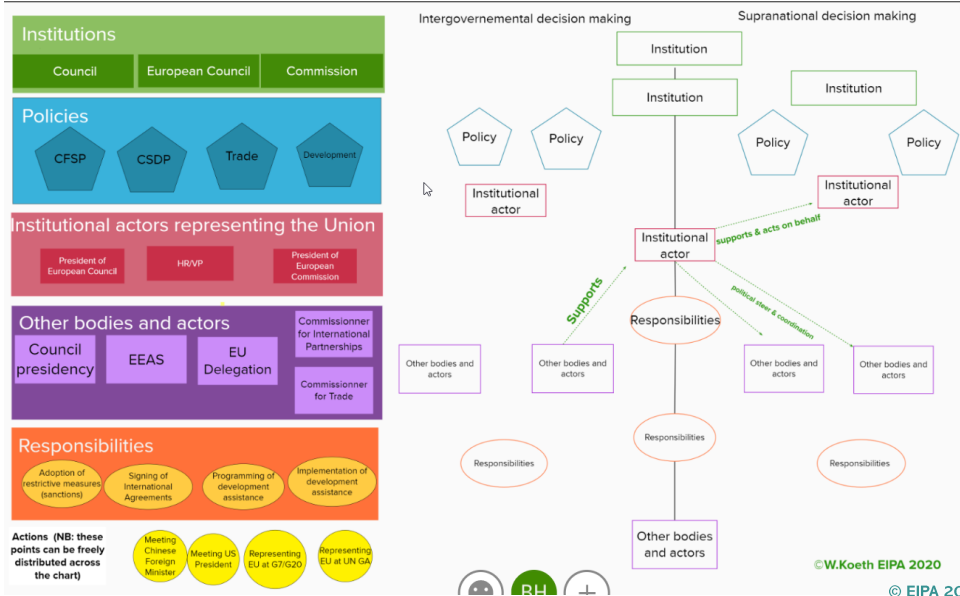 Institutions
Council
European Council
Commission
Policies
CFSP
CSDP
Trade
Development
Institutional actors representing the Union
President of
European Council
HR/VP
President of
European
Commission
Other bodies and actors
Council
presidency
EEAS
EU
Delegation
Commissionner
for International
Partnerships
Commissionner
for Trade
Responsibilities
Adoption of
restrictive measures
(sanctions)
Signing of
International
Agreements
Programming of
development
assistance
Implementation of
development
assistance
Actions (NB: these
points can be freely
distributed across
the chart)
Meeting
Chinese
Foreign
Minister
Meeting US
President
Representing
EU at G7/G20
Representing
EU at UN GA
Intergovernemental decision making
Supranational decision making
Institution
Institution
Institution
Policy
Policy
Policy
Policy
Institutional
actor
Institutional
actor
Institutional
actor
supports & acts on behalf
Supports
political steer & coordination
Responsibilities
Other bodies and
actors
Other bodies and
actors
Other bodies and
actors
Other bodies and
actors
Responsibilities
Responsibilities
Responsibilities
Other bodies
and actors
©W.Koeth EIPA 2020
BH
© EIPA 20